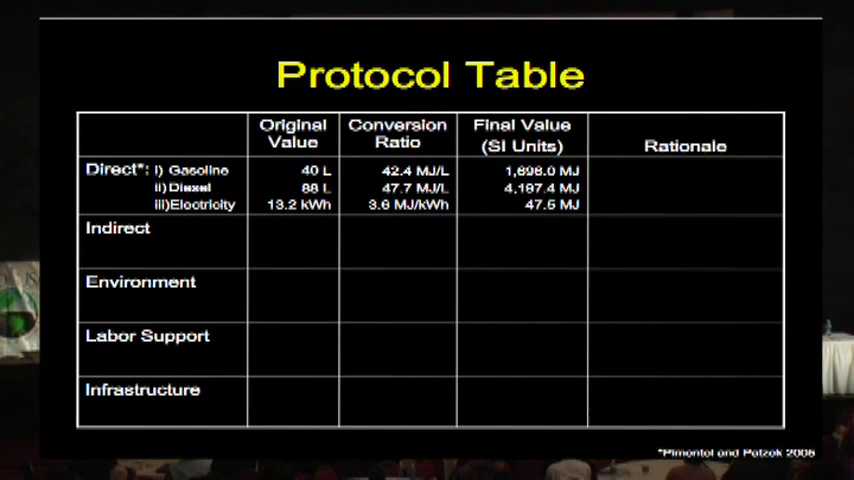 Protocol Table
Original Value
Conversion Ratio
Final Value (SI Units)
Rationale
Direct*: i) Gasoline 40 L 42.4 MJ/L 1,696.0 MJ
ii) Diesel 88 L 47.7 MJ/L 4,197.4 MJ
iii)Electricity 13.2 kWh 3.6 MJ/kWh 47.5 MJ
Indirect
Environment
Labor Support
Infrastructure
*Pimentel and Patzek 2005